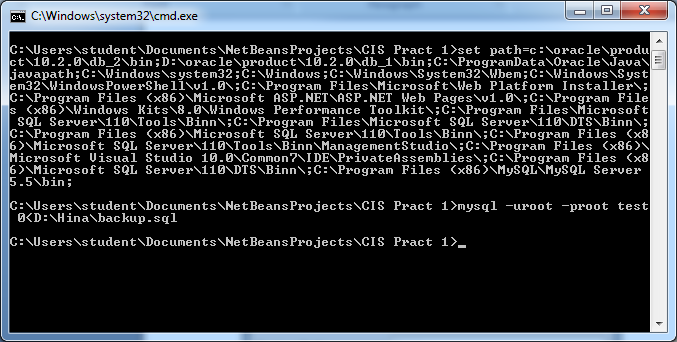 C:\Windows\system32\cmd.exe
C:\Users\student\Documents\NetBeansProjects\CIS Pract 1>set path=c:\oracle\produ
ct\10.2.0\db_2\bin;D:\oracle\product\10.2.0\db_1\bin;C:\ProgramData\Oracle\Java\
javapath;C:\Windows\system32;C:\Windows;C:\Windows\System32\Wbem;C:\Windows\Syst
em32\WindowsPowerShell\v1.0\;C:\Program Files\Microsoft\Web Platform Installer\;
C:\Program Files (x86)\Microsoft ASP.NET\ASP.NET Web Pages\v1.0\;C:\Program File
s (x86)\Windows Kits\8.0\Windows Performance Toolkit\;C:\Program Files\Microsoft
 SQL Server\110\Tools\Binn\;C:\Program Files\Microsoft SQL Server\110\DTS\Binn\;
C:\Program Files (x86)\Microsoft SQL Server\110\Tools\Binn\;C:\Program Files (x8
6)\Microsoft SQL Server\110\Tools\Binn\ManagementStudio\;C:\Program Files (x86)\
Microsoft Visual Studio 10.0\Common7\IDE\PrivateAssemblies\;C:\Program Files (x8
6)\Microsoft SQL Server\110\DTS\Binn\;C:\Program Files (x86)\MySQL\MySQL Server 
5.5\bin;
C:\Users\student\Documents\NetBeansProjects\CIS Pract 1>mysql -uroot -proot test
0<D:\Hina\backup.sql
C:\Users\student\Documents\NetBeansProjects\CIS Pract 1>_